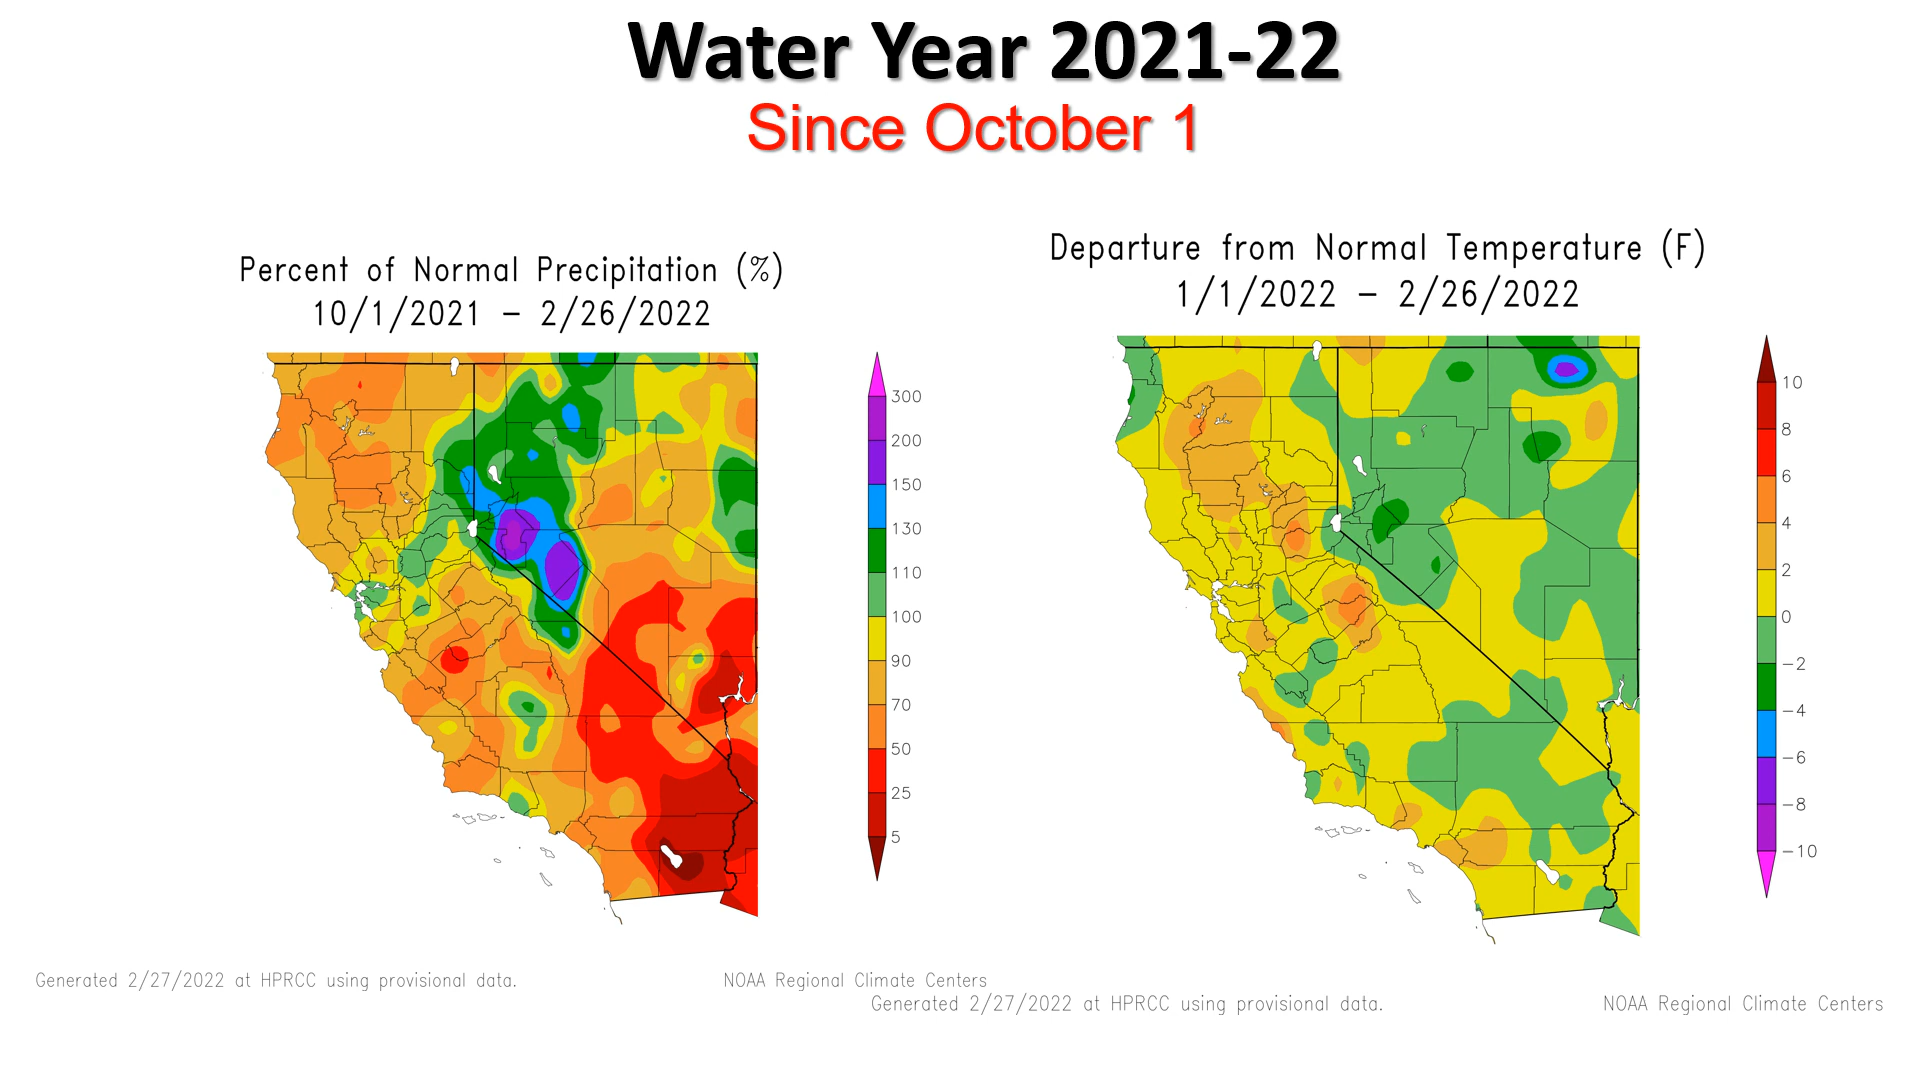 Water Year 2021-22
Since October 1
Percent of Normal Precipitation (%)
10/1/2021 – 2/26/2022
300
200
150
130
110
100
90
70
50
25
5
Generated 2/27/2022 at HPRCC using provisional data.
NOAA Regional Climate Centers
Departure from Normal Temperature (F)
1/1/2022 – 2/26/2022
10
8
6
4
2
0
−2
−4
−6
−8
−10
Generated 2/27/2022 at HPRCC using provisional data.
NOAA Regional Climate Centers